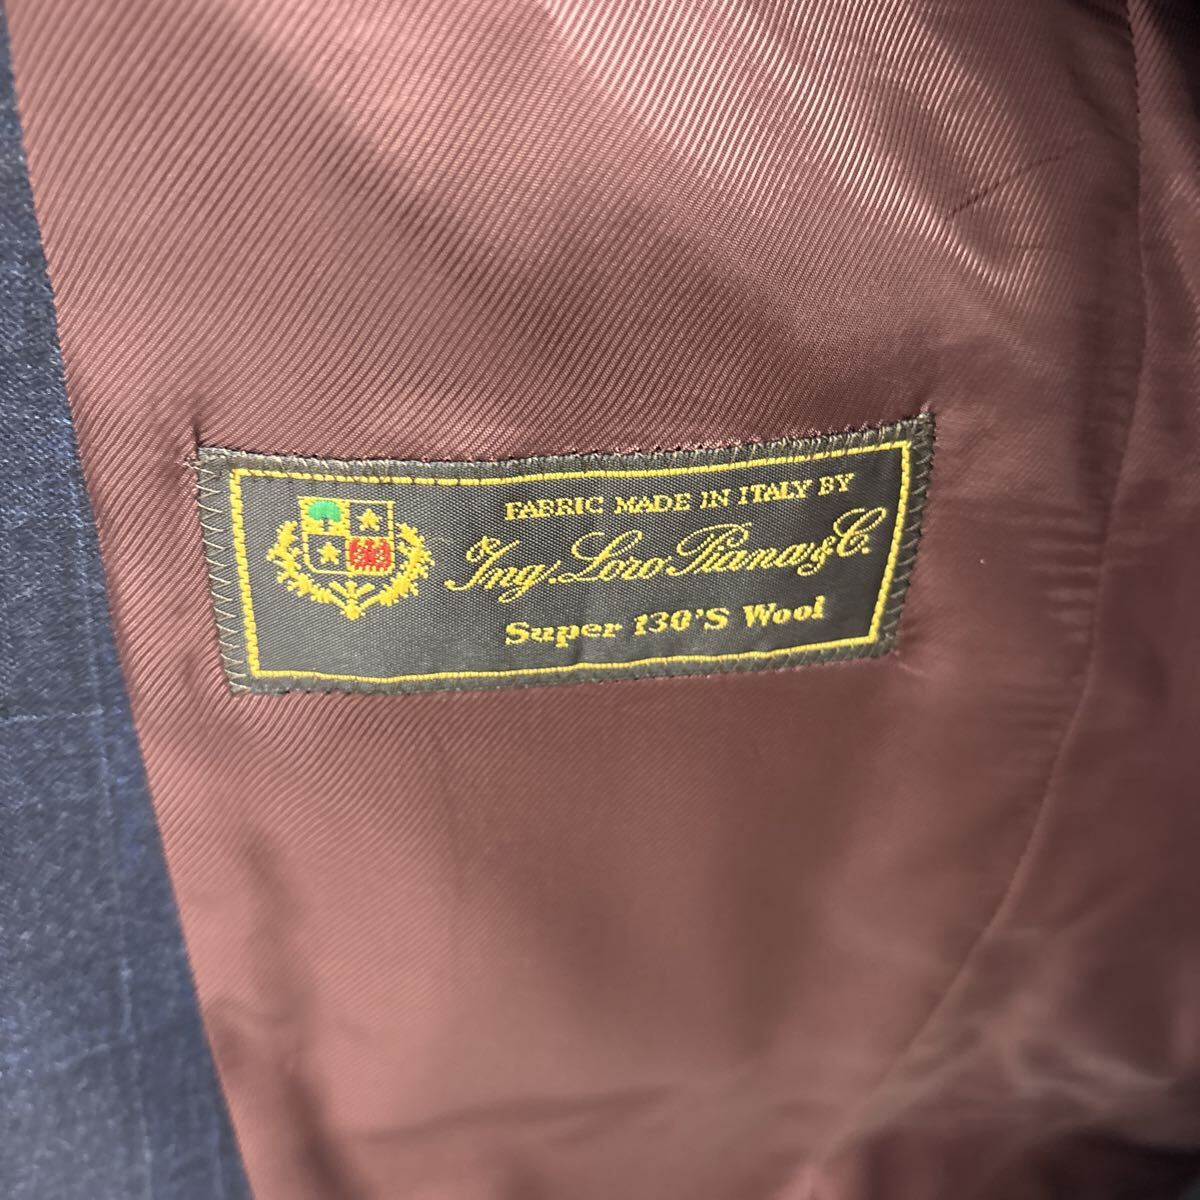 FABRIC MADE IN ITALY BY
Ing. Loro Piana & C.
Super 130'S Wool